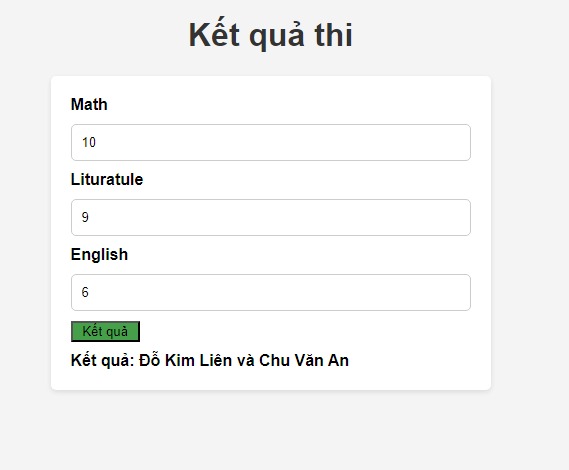 Kết quả thi
Math
10
Lituratule
9
English
6
Kết quả
Kết quả: Đỗ Kim Liên và Chu Văn An